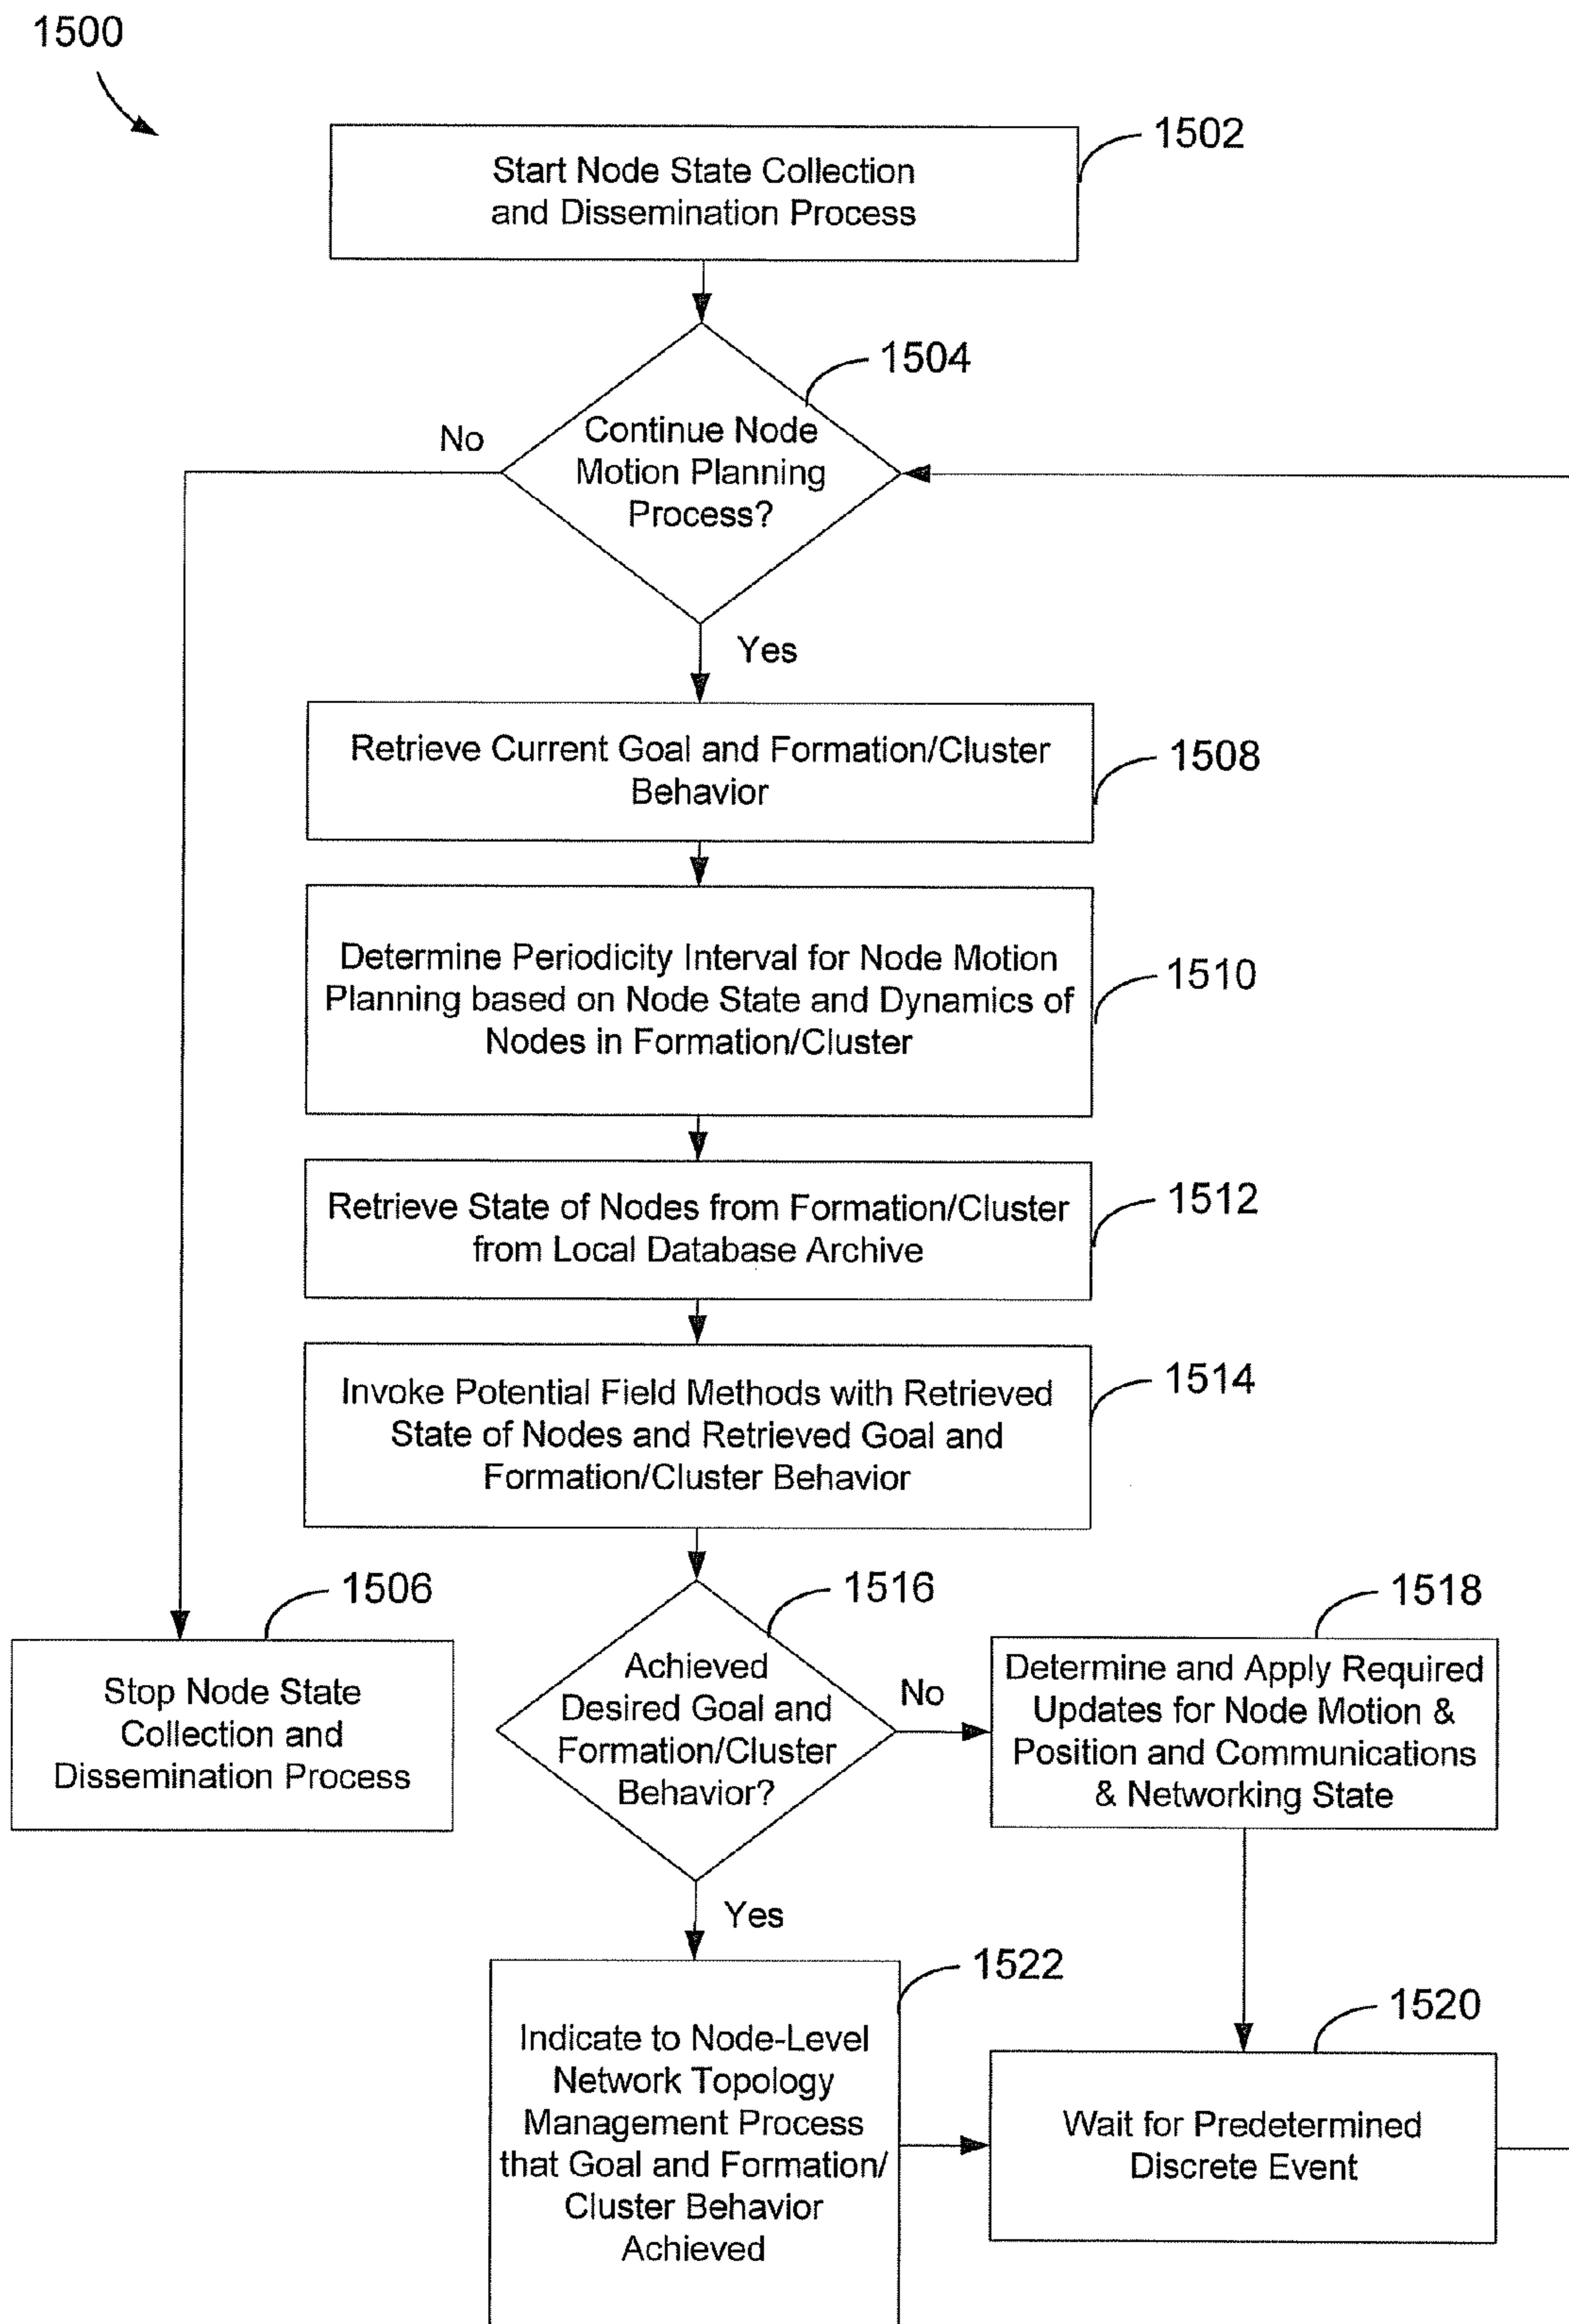 1500
1502
Start Node State Collection
and Dissemination Process
1504
No
Continue Node
Motion Planning
Process?
Yes
Retrieve Current Goal and Formation/Cluster
Behavior
1508
Determine Periodicity Interval for Node Motion
Planning based on Node State and Dynamics of
Nodes in Formation/Cluster
1510
Retrieve State of Nodes from Formation/Cluster
from Local Database Archive
1512
Invoke Potential Field Methods with Retrieved
State of Nodes and Retrieved Goal and
Formation/Cluster Behavior
1514
1506
Stop Node State
Collection and
Dissemination Process
1516
Achieved
Desired Goal and
Formation/Cluster
Behavior?
No
1518
Determine and Apply Required
Updates for Node Motion &
Position and Communications
& Networking State
Yes
1522
Indicate to Node-Level
Network Topology
Management Process
that Goal and Formation/
Cluster Behavior
Achieved
1520
Wait for Predetermined
Discrete Event